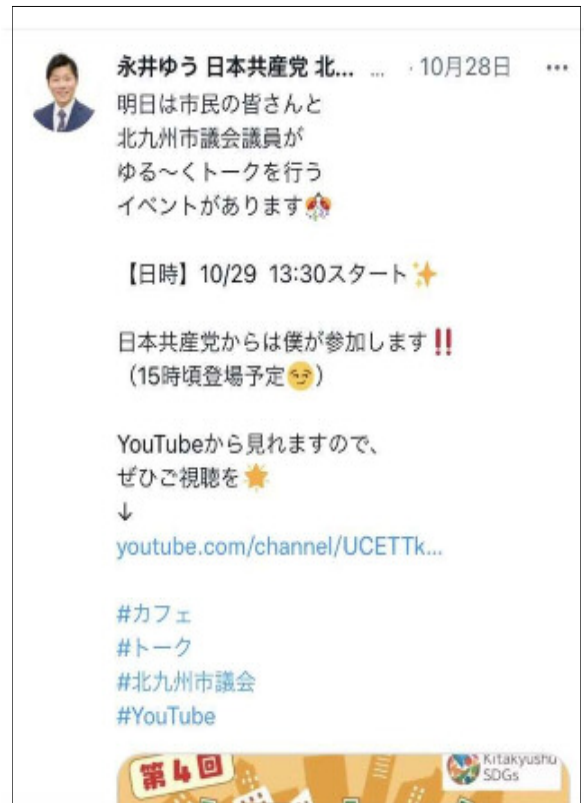 永井ゆう 日本共産党 北... ... ·10月28日 •••
明日は市民の皆さんと
北九州市議会議員が
ゆる〜くトークを行う
イベントがあります🎊
【日時】10/29 13:30スタート✨
日本共産党からは僕が参加します‼
（15時頃登場予定😏）
YouTubeから見れますので、
ぜひご視聴を🌟
↓
youtube.com/channel/UCETTk...
#カフェ
#トーク
#北九州市議会
#YouTube
第4回
Kitakyushu
SDGs